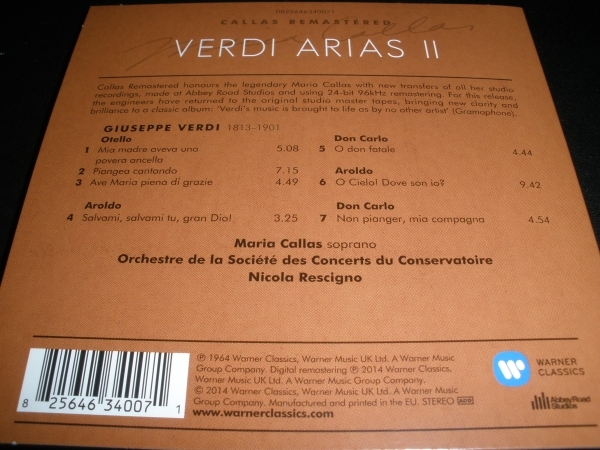 0825646340071
CALLAS REMASTERED
VERDI ARIAS II
Callas Remastered honours the legendary Maria Callas with new transfers of all her studio
recordings, made at Abbey Road Studios and using 24-bit 96kHz remastering. For this release,
the engineers have returned to the original studio master tapes, bringing new clarity and
brilliance to a classic album: 'Verdi's music is brought to life as by no other artist' (Gramophone).
GIUSEPPE VERDI 1813–1901
Otello
1 Mia madre aveva una
povera ancella 5.08
2 Piangea cantando 7.15
3 Ave Maria piena di grazie 4.49
Aroldo
4 Salvami, salvami tu, gran Dio! 3.25
Don Carlo
5 O don fatale 4.44
Aroldo
6 O Cielo! Dove son io? 9.42
Don Carlo
7 Non pianger, mia compagna 4.54
Maria Callas soprano
Orchestre de la Société des Concerts du Conservatoire
Nicola Rescigno
℗ 1964 Warner Classics, Warner Music UK Ltd. A Warner Music
Group Company. Digital remastering ℗ 2014 Warner Classics,
Warner Music UK Ltd. A Warner Music Group Company.
© 2014 Warner Classics, Warner Music UK Ltd. A Warner Music
Group Company. Manufactured and printed in the EU. STEREO ADD
www.warnerclassics.com
8 25646 34007 1
WARNER
CLASSICS
Abbey Road
Studios